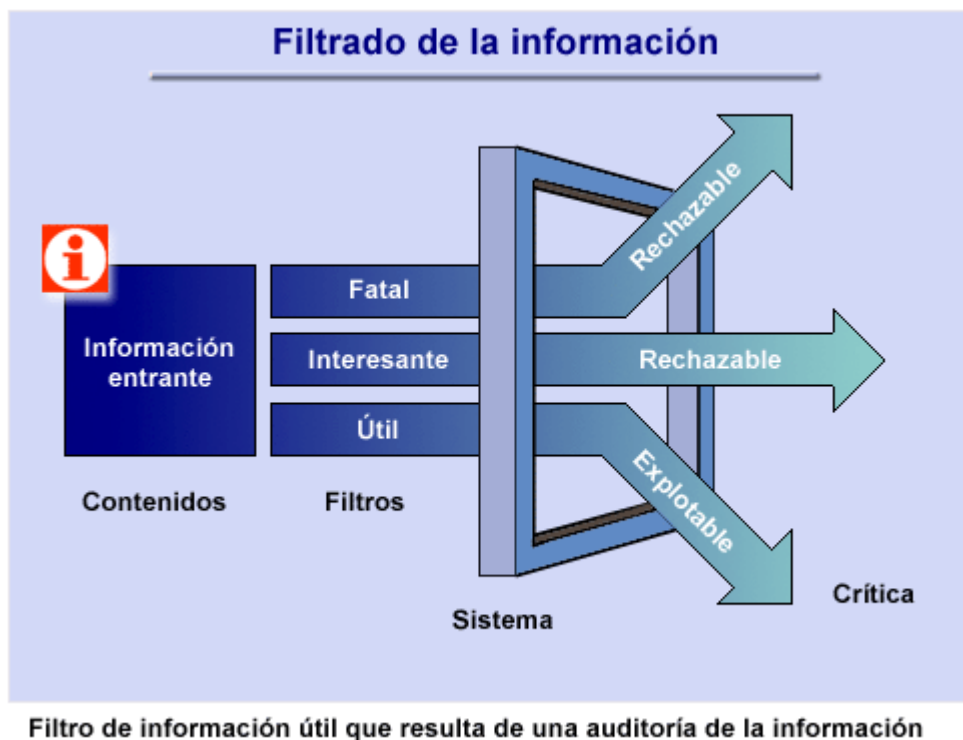 Filtrado de la información
Rechazable
Fatal
Información
entrante
Interesante
Rechazable
Útil
Explotable
Contenidos
Filtros
Sistema
Crítica
Filtro de información útil que resulta de una auditoría de la información